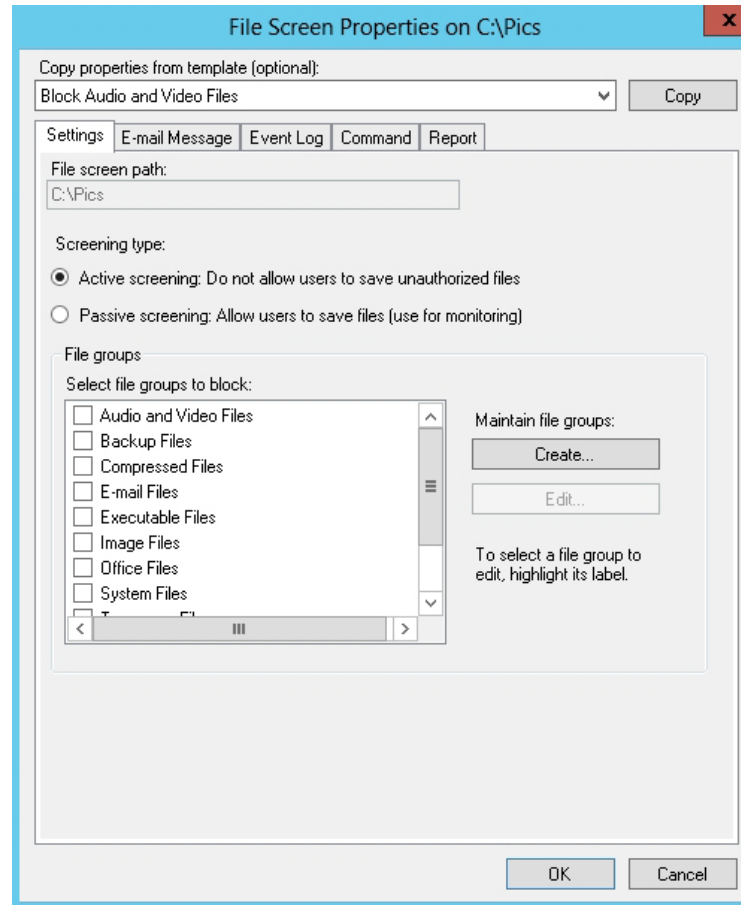 File Screen Properties on C:\Pics
x
Copy properties from template (optional):
Block Audio and Video Files
Copy
Settings
E-mail Message
Event Log
Command
Report
File screen path:
C:\Pics
Screening type:
Active screening: Do not allow users to save unauthorized files
Passive screening: Allow users to save files (use for monitoring)
File groups
Select file groups to block:
Audio and Video Files
Backup Files
Compressed Files
E-mail Files
Executable Files
Image Files
Office Files
System Files
Maintain file groups:
Create...
Edit...
To select a file group to
edit, highlight its label.
OK
Cancel